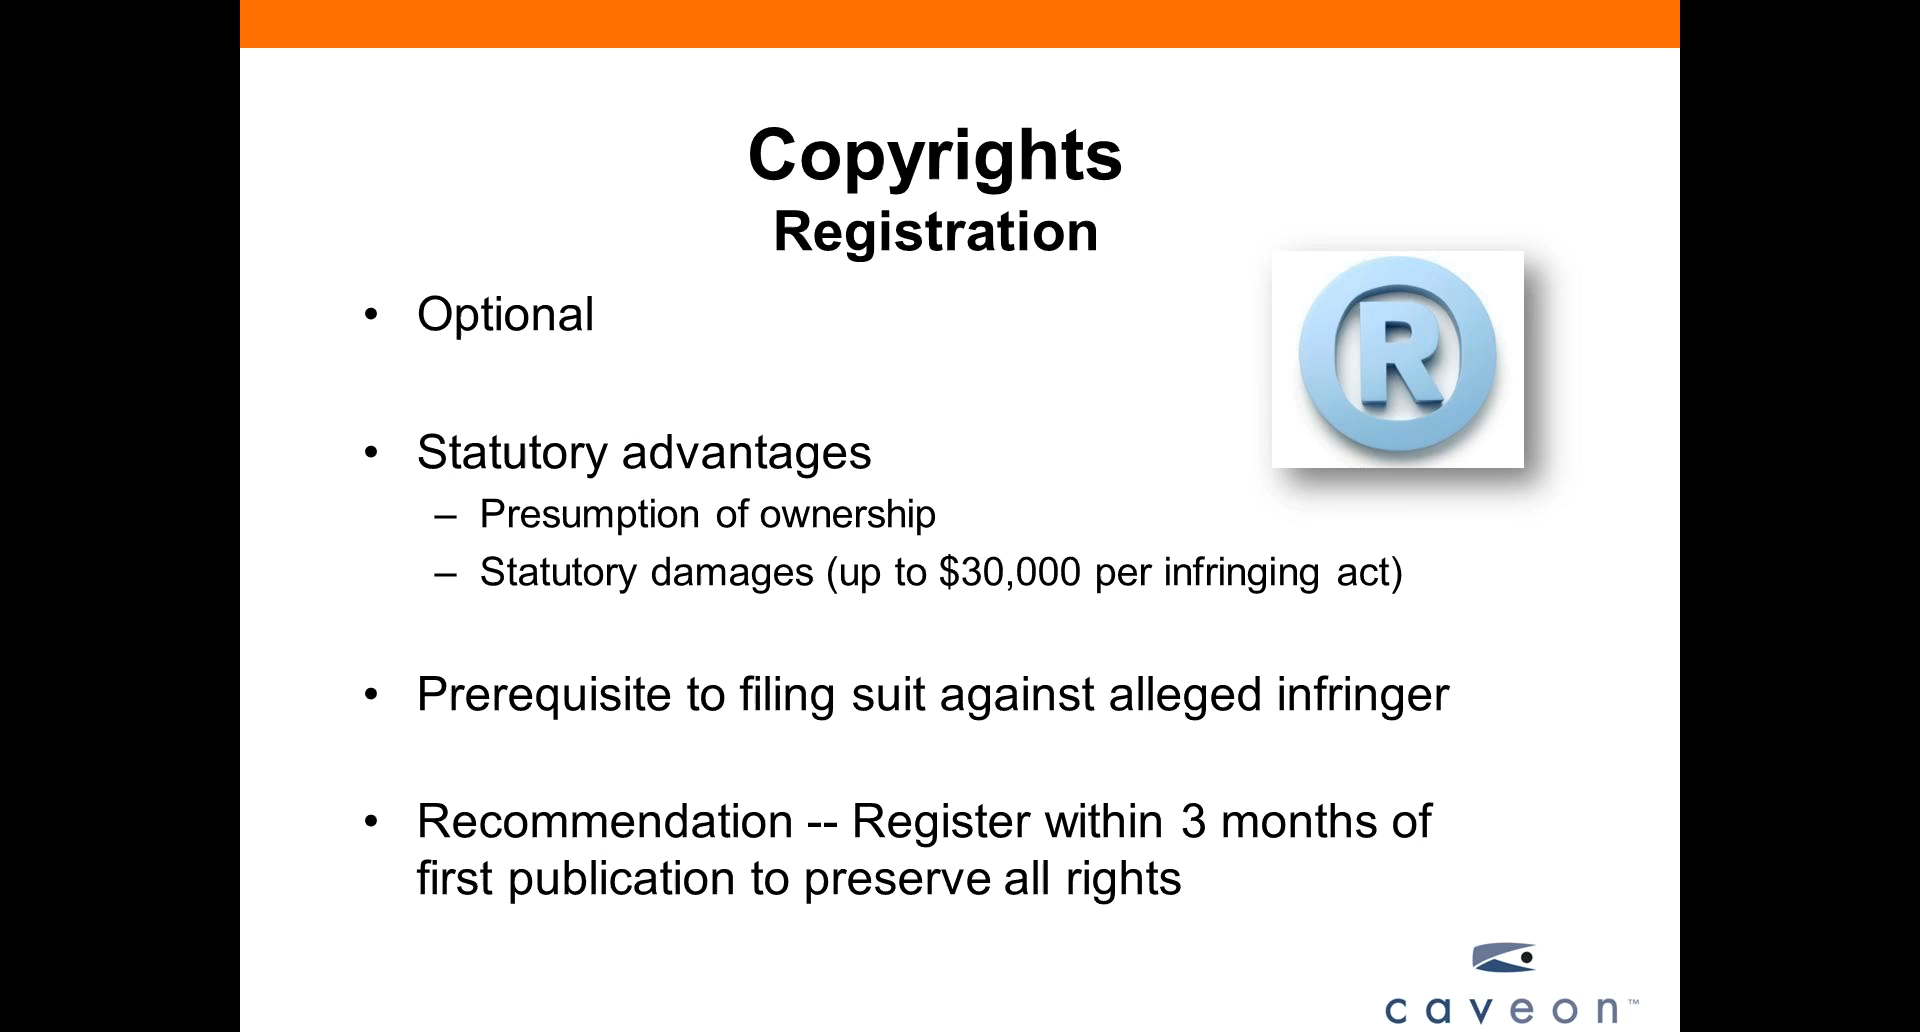 Copyrights
Registration
• Optional
R
• Statutory advantages
– Presumption of ownership
– Statutory damages (up to $30,000 per infringing act)
• Prerequisite to filing suit against alleged infringer
• Recommendation -- Register within 3 months of
first publication to preserve all rights
caveon™